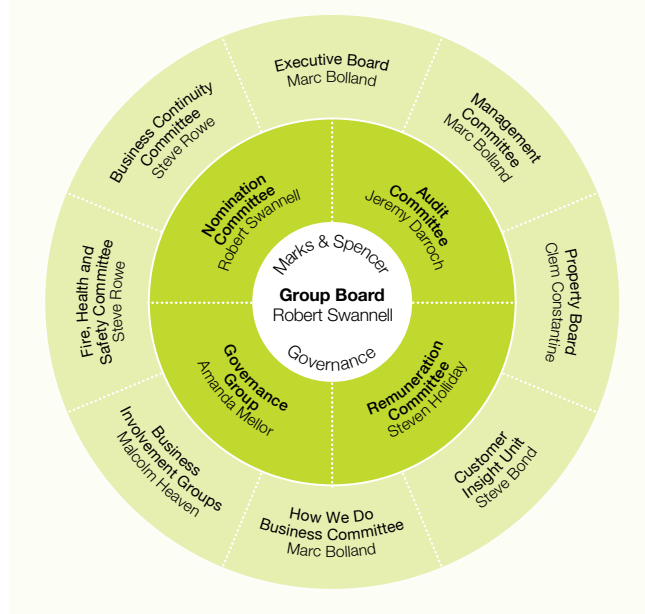 Executive Board
Marc Bolland
Management
Committee
Marc Bolland
Property Board
Clem Constantine
Customer
Insight Unit
Steve Bond
How We Do
Business Committee
Marc Bolland
Business
Involvement Groups
Malcolm Heaven
Fire, Health and
Safety Committee
Steve Rowe
Business Continuity
Committee
Steve Rowe
Nomination
Committee
Robert Swannell
Audit
Committee
Jeremy Darroch
Remuneration
Committee
Steven Holliday
Governance
Group
Amanda Mellor
Marks & Spencer
Group Board
Robert Swannell
Governance